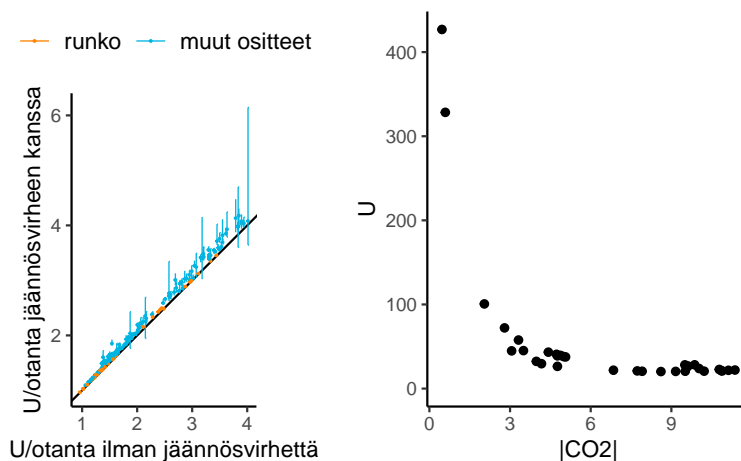 runko
muut ositteet
U/otanta jäännösvirheen kanssa
6
4
2
1
2
3
4
U/otanta ilman jäännösvirhettä
U
400
300
200
100
0
0
3
6
9
|CO2|